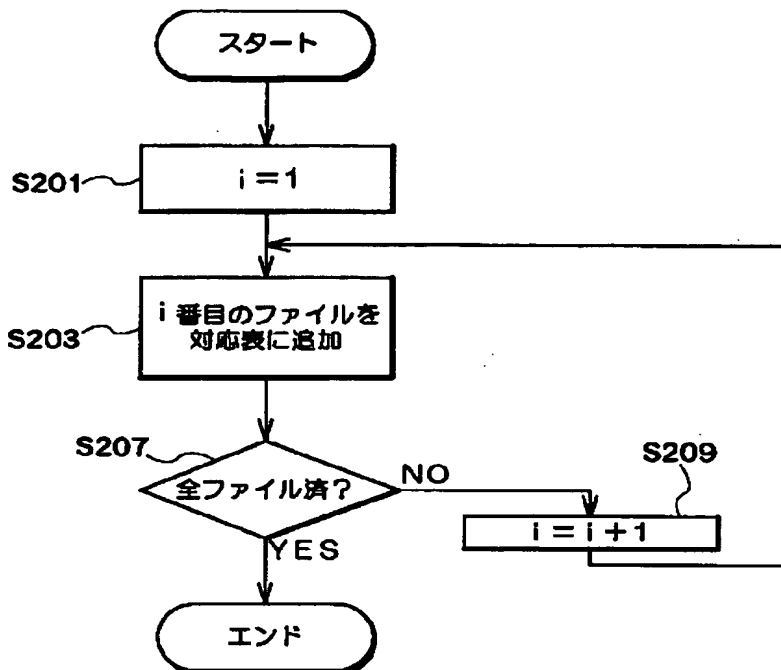 スタート
S201
i=1
S203
i番目のファイルを
対応表に追加
S207
全ファイル済?
NO
S209
i=i+1
YES
エンド